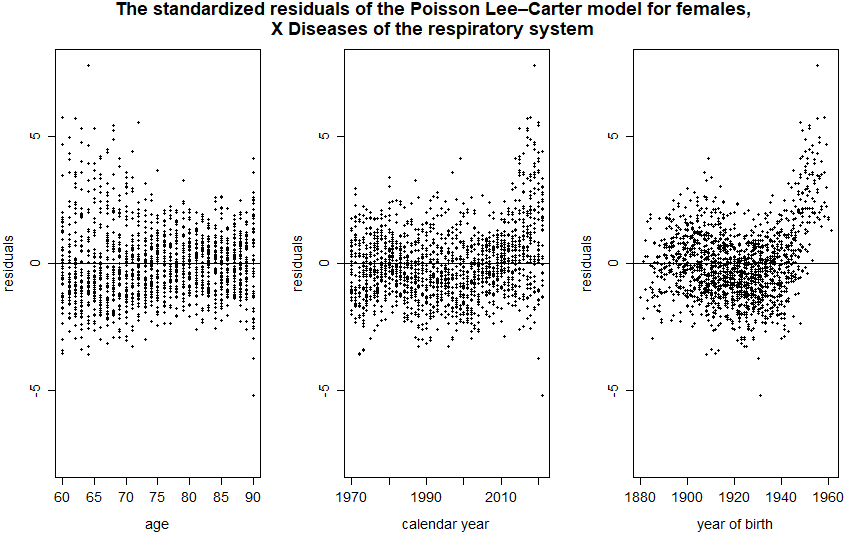 The standardized residuals of the Poisson Lee–Carter model for females,
X Diseases of the respiratory system
residuals
5
0
-5
60 65 70 75 80 85 90
age
residuals
5
0
-5
1970 1990 2010
calendar year
residuals
5
0
-5
1880 1900 1920 1940 1960
year of birth